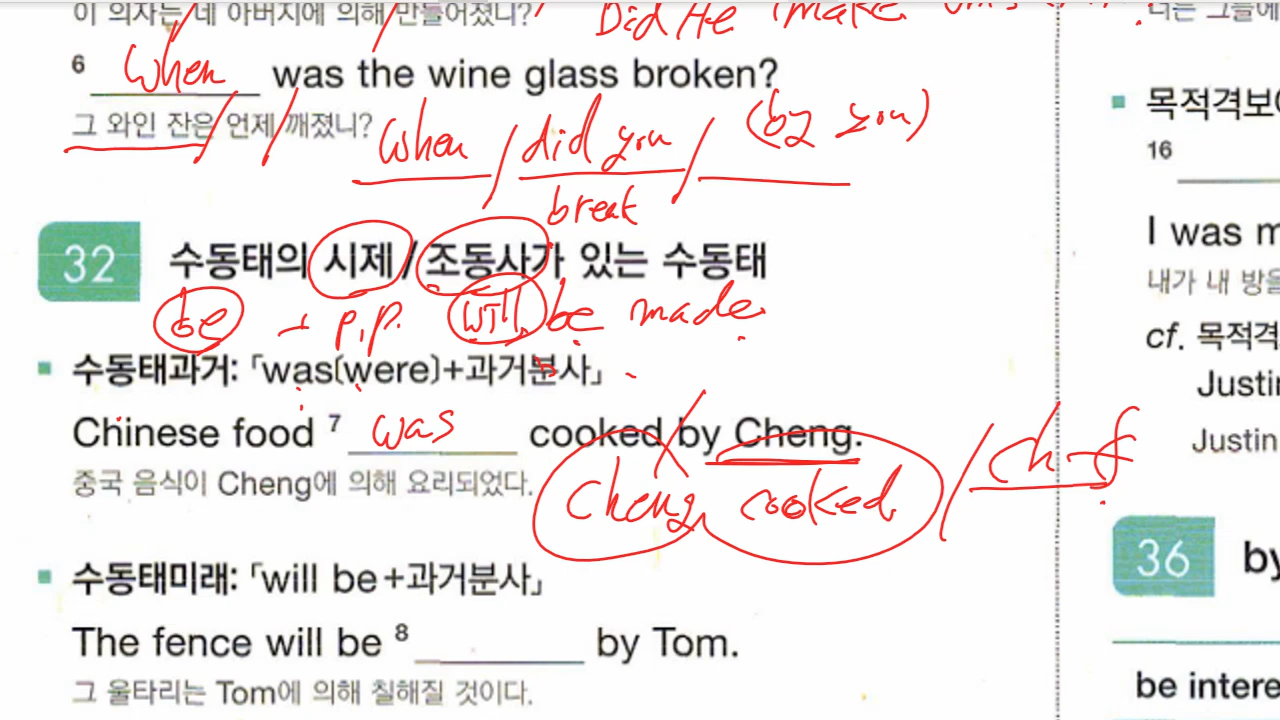 이 의자는 네 아버지에 의해 만들어졌니?
Did He make
6 When was the wine glass broken?
그 와인 잔은 언제 깨졌니?
When / did you / (by you)
break
32 수동태의 시제 / 조동사가 있는 수동태
be + p.p. will be made
수동태과거: 「was(were)+과거분사」
Chinese food 7 was cooked by Cheng.
중국 음식이 Cheng에 의해 요리되었다.
Cheng cooked / ch-f
수동태미래: 「will be+과거분사」
The fence will be 8 ______ by Tom.
그 울타리는 Tom에 의해 칠해질 것이다.
너는 그들에
목적격보어
16
I was m
내가 내 방을
cf. 목적격
Justin
Justin
36 by
be intere